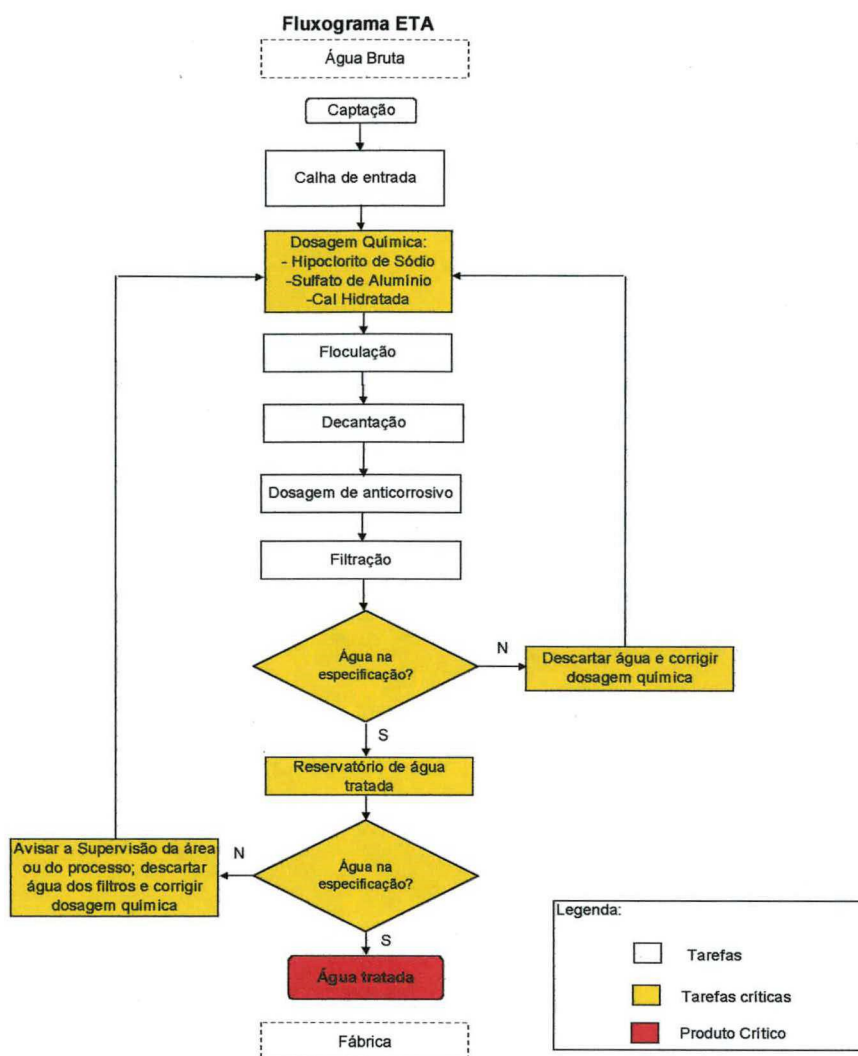 Fluxograma ETA
Água Bruta
Captação
Calha de entrada
Dosagem Química:
- Hipoclorito de Sódio
-Sulfato de Alumínio
-Cal Hidratada
Floculação
Decantação
Dosagem de anticorrosivo
Filtração
Água na
especificação?
N
Descartar água e corrigir
dosagem química
S
Reservatório de água
tratada
Água na
especificação?
N
Avisar a Supervisão da área
ou do processo; descartar
água dos filtros e corrigir
dosagem química
S
Água tratada
Fábrica
Legenda:
Tarefas
Tarefas críticas
Produto Crítico